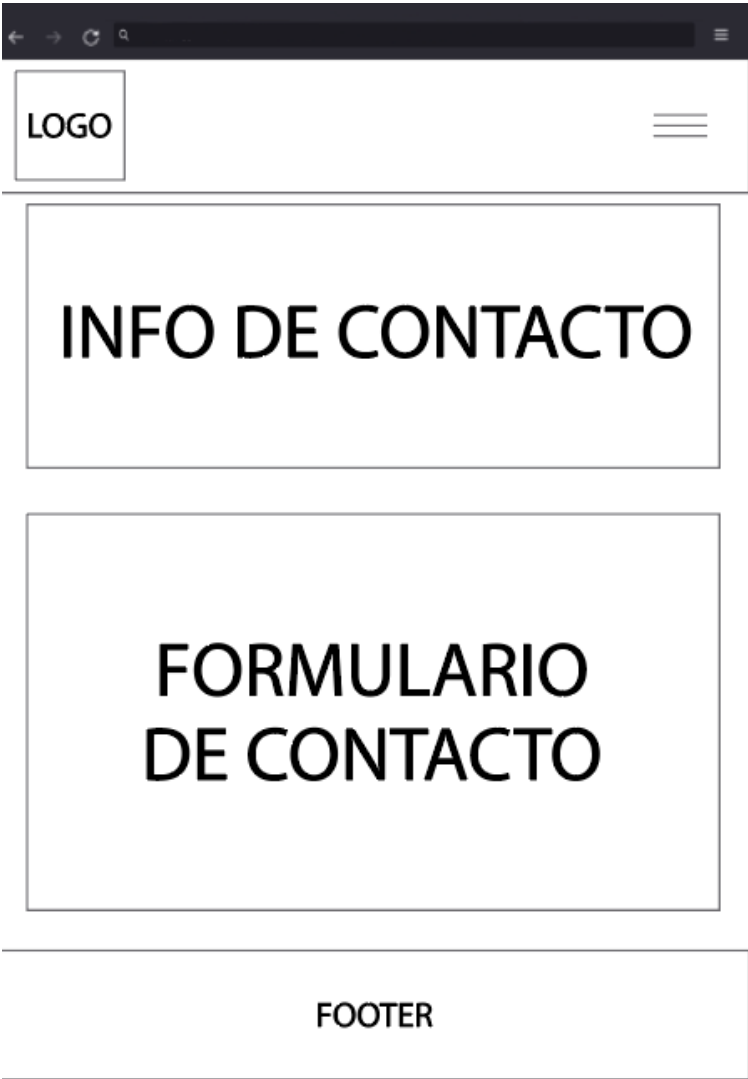 LOGO
INFO DE CONTACTO
FORMULARIO
DE CONTACTO
FOOTER